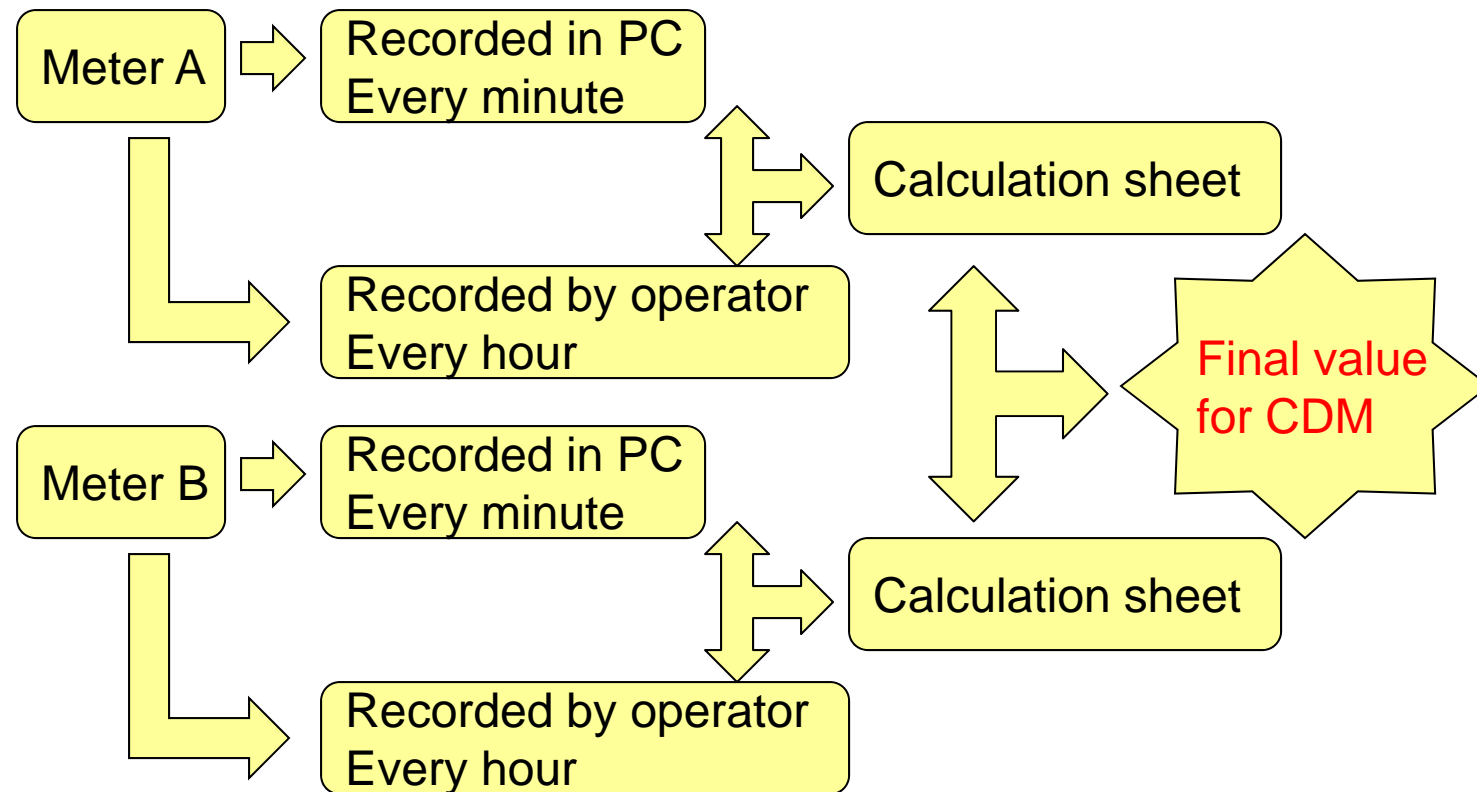 Meter A
Recorded in PC
Every minute
Calculation sheet
Recorded by operator
Every hour
Final value
for CDM
Meter B
Recorded in PC
Every minute
Calculation sheet
Recorded by operator
Every hour